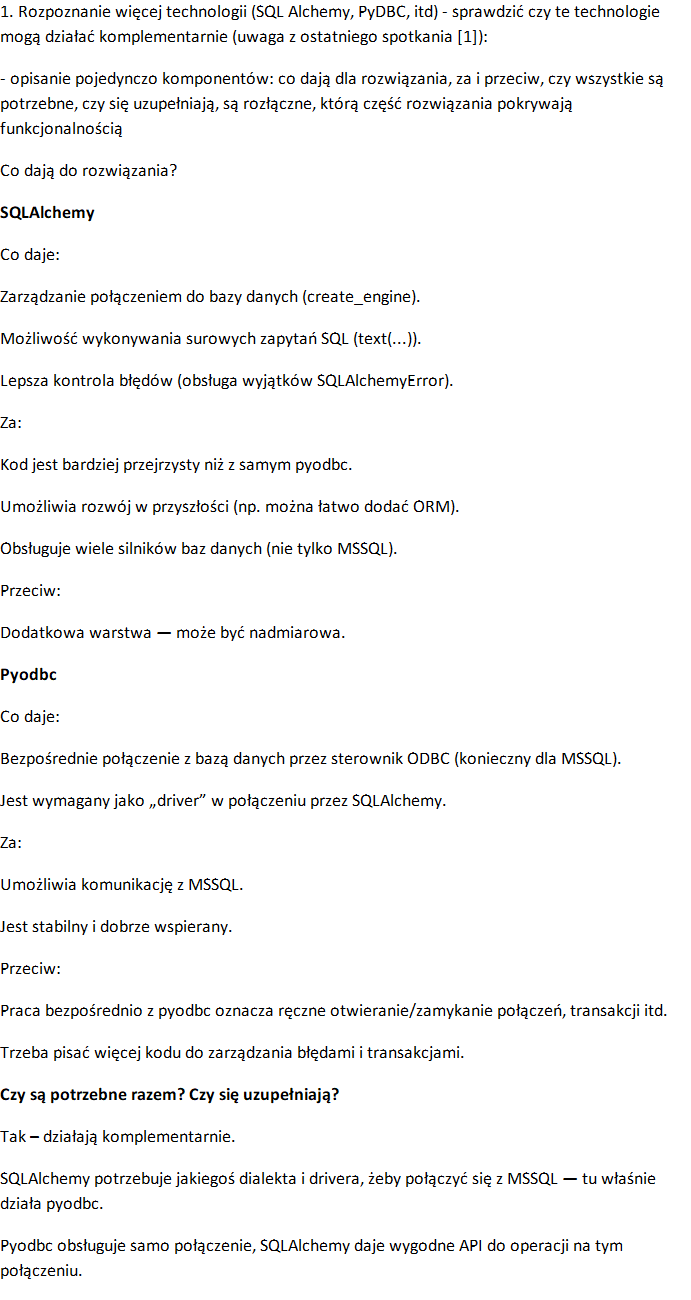 1. Rozpoznanie więcej technologii (SQL Alchemy, PyDBC, itd) - sprawdzić czy te technologie
mogą działać komplementarnie (uwaga z ostatniego spotkania [1]):
- opisanie pojedynczo komponentów: co dają dla rozwiązania, za i przeciw, czy wszystkie są
potrzebne, czy się uzupełniają, są rozłączne, którą część rozwiązania pokrywają
funkcjonalnością
Co dają do rozwiązania?
SQLAlchemy
Co daje:
Zarządzanie połączeniem do bazy danych (create_engine).
Możliwość wykonywania surowych zapytań SQL (text(...)).
Lepsza kontrola błędów (obsługa wyjątków SQLAlchemyError).
Za:
Kod jest bardziej przejrzysty niż z samym pyodbc.
Umożliwia rozwój w przyszłości (np. można łatwo dodać ORM).
Obsługuje wiele silników baz danych (nie tylko MSSQL).
Przeciw:
Dodatkowa warstwa — może być nadmiarowa.
Pyodbc
Co daje:
Bezpośrednie połączenie z bazą danych przez sterownik ODBC (konieczny dla MSSQL).
Jest wymagany jako „driver” w połączeniu przez SQLAlchemy.
Za:
Umożliwia komunikację z MSSQL.
Jest stabilny i dobrze wspierany.
Przeciw:
Praca bezpośrednio z pyodbc oznacza ręczne otwieranie/zamykanie połączeń, transakcji itd.
Trzeba pisać więcej kodu do zarządzania błędami i transakcjami.
Czy są potrzebne razem? Czy się uzupełniają?
Tak – działają komplementarnie.
SQLAlchemy potrzebuje jakiegoś dialekta i drivera, żeby połączyć się z MSSQL — tu właśnie
działa pyodbc.
Pyodbc obsługuje samo połączenie, SQLAlchemy daje wygodne API do operacji na tym
połączeniu.